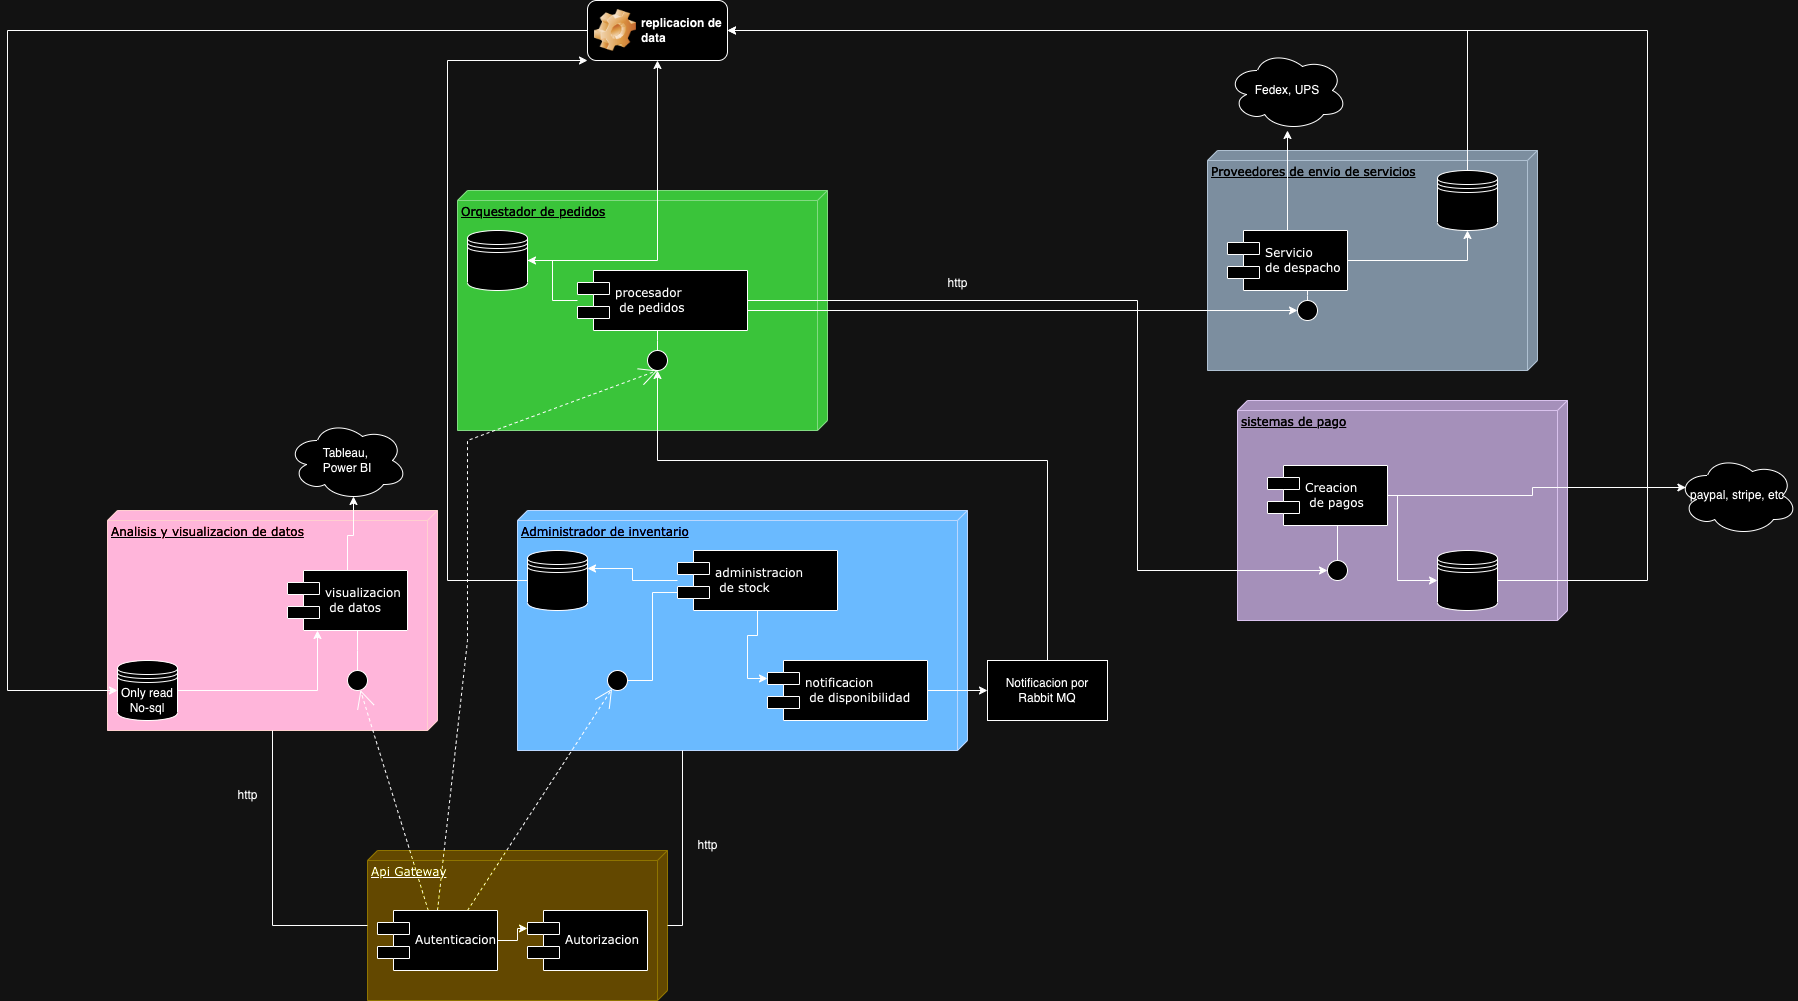 replicacion de
data
Fedex, UPS
Proveedores de envio de servicios
Orquestador de pedidos
Servicio
de despacho
http
procesador
de pedidos
sistemas de pago
Tableau,
Power BI
Creacion
de pagos
paypal, stripe, etc
Analisis y visualizacion de datos
Administrador de inventario
visualizacion
de datos
administracion
de stock
Only read
No-sql
notificacion
de disponibilidad
Notificacion por
Rabbit MQ
http
http
Api Gateway
Autenticacion
Autorizacion